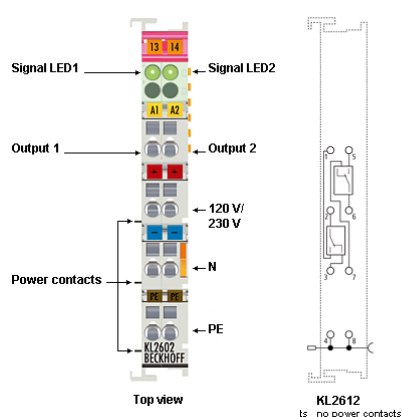 13 14
Signal LED1
Signal LED2
A1 A2
Output 1
Output 2
+ +
120 V/
230 V
- -
Power contacts
N
PE PE
PE
KL2602
BECKHOFF
Top view
1 5
2 6
3 7
4 8
KL2612
no power contacts